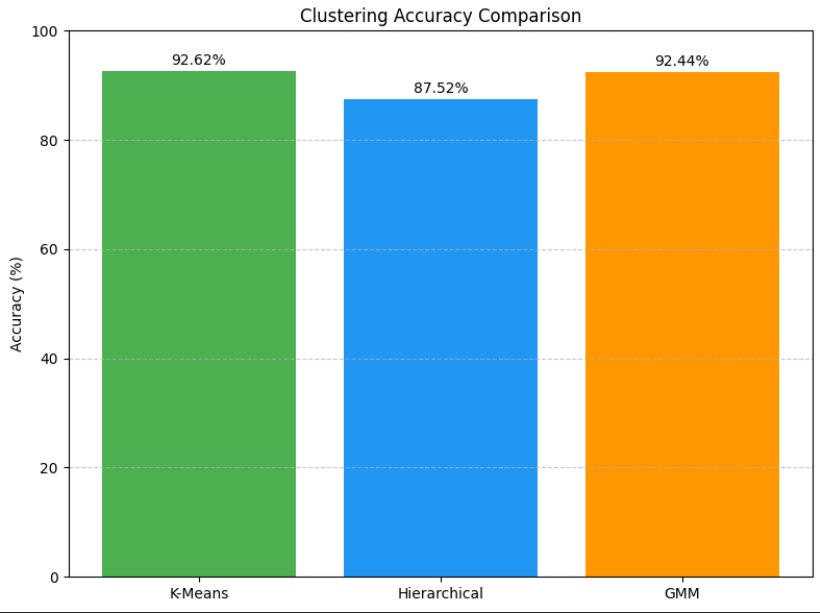 Clustering Accuracy Comparison
100
80
60
40
20
0
Accuracy (%)
92.62%
87.52%
92.44%
K-Means
Hierarchical
GMM